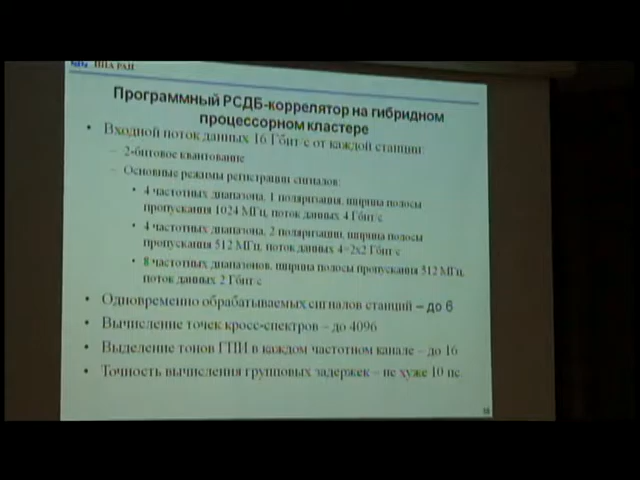 ИПА РАН
Программный РСДБ-коррелятор на гибридном
процессорном кластере
• Входной поток данных 16 Гбит/с от каждой станции:
– 2-битовое квантование
– Основные режимы регистрации сигналов:
• 4 частотных диапазона, 1 поляризация, ширина полосы
пропускания 1024 МГц, поток данных 4 Гбит/с
• 4 частотных диапазона, 2 поляризации, ширина полосы
пропускания 512 МГц, поток данных 4=2x2 Гбит/с
• 8 частотных диапазонов, ширина полосы пропускания 512 МГц,
поток данных 2 Гбит/с
• Одновременно обрабатываемых сигналов станций – до 6
• Вычисление точек кросс-спектров – до 4096
• Выделение тонов ГПИ в каждом частотном канале – до 16
• Точность вычисления групповых задержек – не хуже 10 пс